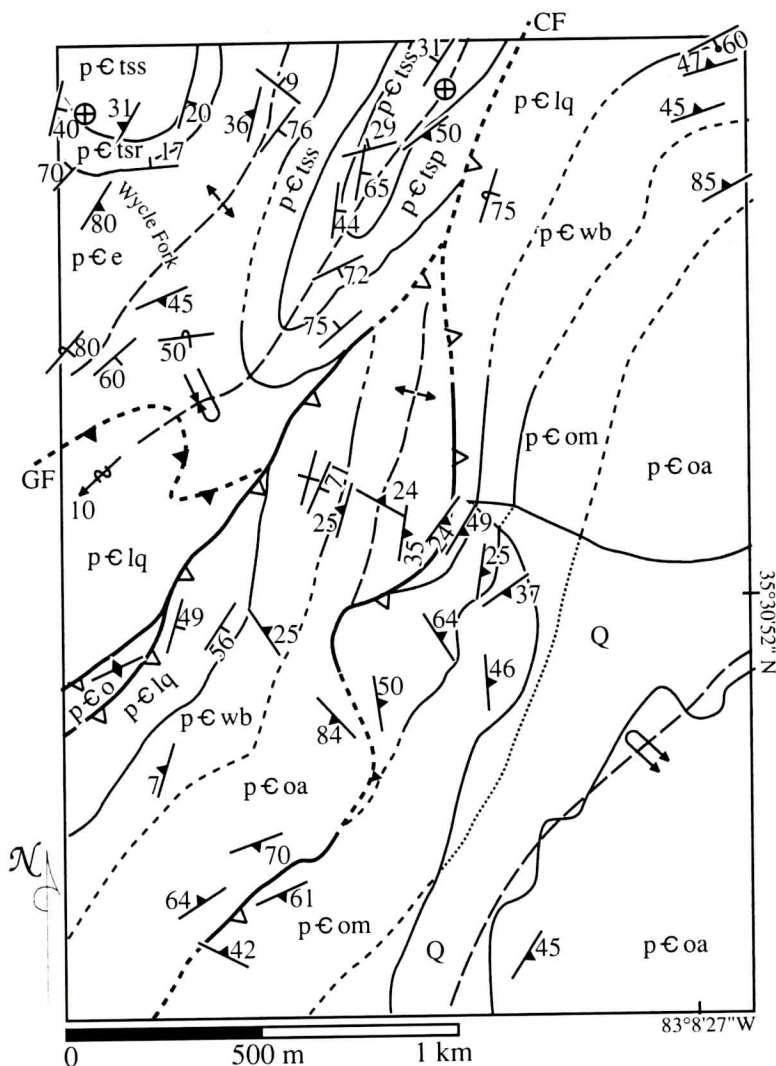 CF
p Є tss
31
p Є tss
47
60
9
p Є lq
40
31
20
36
76
29
50
45
p Є tsr
17
70
p Є tss
p Є tsp
65
85
80
Wycle Fork
44
75
p Є wb
p Є e
72
45
75
80
50
60
p Є om
p Є oa
GF
10
71
24
25
49
35
24
p Є lq
25
37
35°30'52" N
49
64
Q
56
25
46
p Є o
p Є lq
50
p Є wb
84
7
p Є oa
N
70
64
61
p Є om
42
Q
45
p Є oa
83°8'27"W
0
500 m
1 km